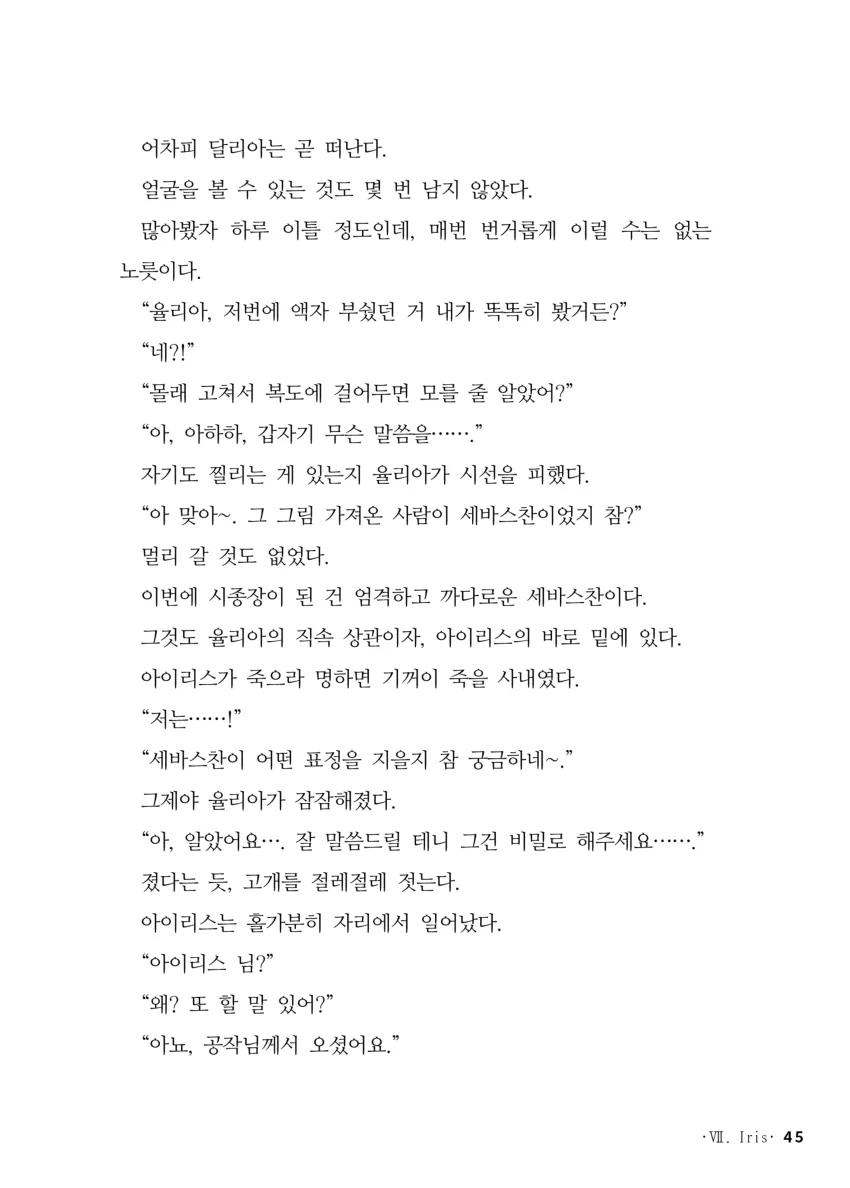 어차피 달리아는 곧 떠난다.
얼굴을 볼 수 있는 것도 몇 번 남지 않았다.
많아봤자 하루 이틀 정도인데, 매번 번거롭게 이럴 수는 없는
노릇이다.
“율리아, 저번에 액자 부쉈던 거 내가 똑똑히 봤거든?”
“네?!”
“몰래 고쳐서 복도에 걸어두면 모를 줄 알았어?”
“아, 아하하, 갑자기 무슨 말씀을…….”
자기도 찔리는 게 있는지 율리아가 시선을 피했다.
“아 맞아~. 그 그림 가져온 사람이 세바스찬이었지 참?”
멀리 갈 것도 없었다.
이번에 시종장이 된 건 엄격하고 까다로운 세바스찬이다.
그것도 율리아의 직속 상관이자, 아이리스의 바로 밑에 있다.
아이리스가 죽으라 명하면 기꺼이 죽을 사내였다.
“저는……!”
“세바스찬이 어떤 표정을 지을지 참 궁금하네~.”
그제야 율리아가 잠잠해졌다.
“아, 알았어요…. 잘 말씀드릴 테니 그건 비밀로 해주세요…….”
졌다는 듯, 고개를 절레절레 젓는다.
아이리스는 홀가분히 자리에서 일어났다.
“아이리스 님?”
“왜? 또 할 말 있어?”
“아뇨, 공작님께서 오셨어요.”
·Ⅶ. Iris· 45